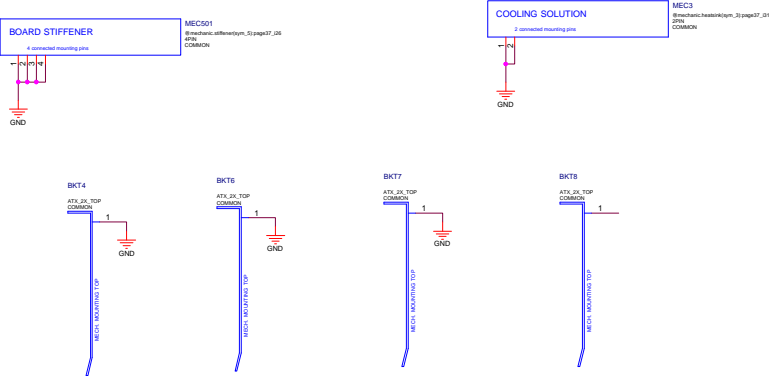 BOARD STIFFENER
4 connected mounting pins
MEC501
@mechanic.stiffener(sym_5):page37_i26
4PIN
COMMON
1
2
3
4
GND
COOLING SOLUTION
2 connected mounting pins
MEC3
@mechanic.heatsink(sym_3):page37_i31
2PIN
COMMON
1
2
GND
BKT4
ATX_2X_TOP
COMMON
1
GND
MECH. MOUNTING TOP
BKT6
ATX_2X_TOP
COMMON
1
GND
MECH. MOUNTING TOP
BKT7
ATX_2X_TOP
COMMON
1
GND
MECH. MOUNTING TOP
BKT8
ATX_2X_TOP
COMMON
1
MECH. MOUNTING TOP